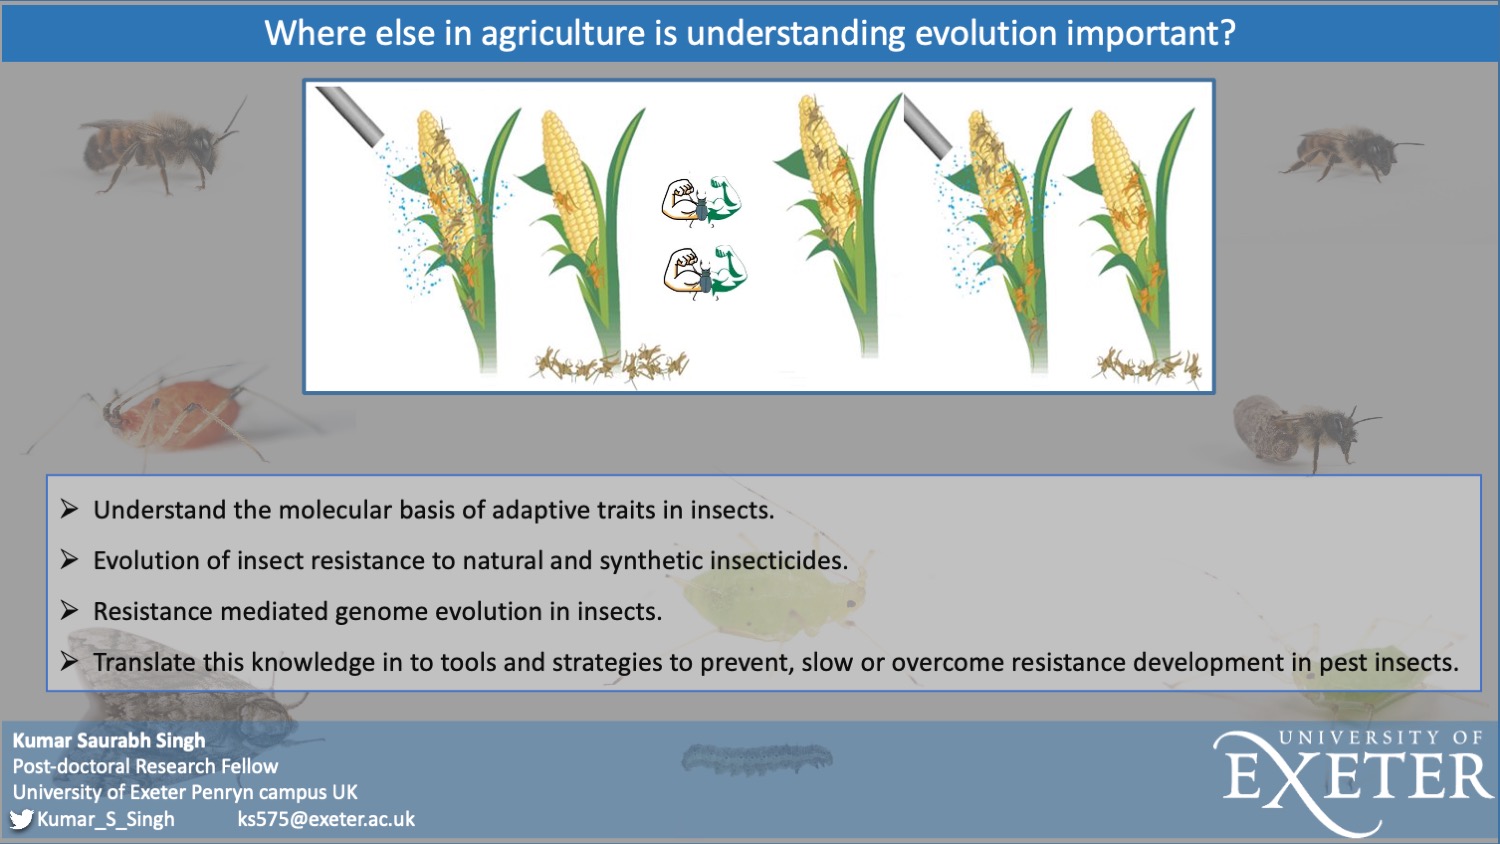 Where else in agriculture is understanding evolution important?
➢ Understand the molecular basis of adaptive traits in insects.
➢ Evolution of insect resistance to natural and synthetic insecticides.
➢ Resistance mediated genome evolution in insects.
➢ Translate this knowledge in to tools and strategies to prevent, slow or overcome resistance development in pest insects.
Kumar Saurabh Singh
Post-doctoral Research Fellow
University of Exeter Penryn campus UK
Kumar_S_Singh ks575@exeter.ac.uk
UNIVERSITY OF
EXETER